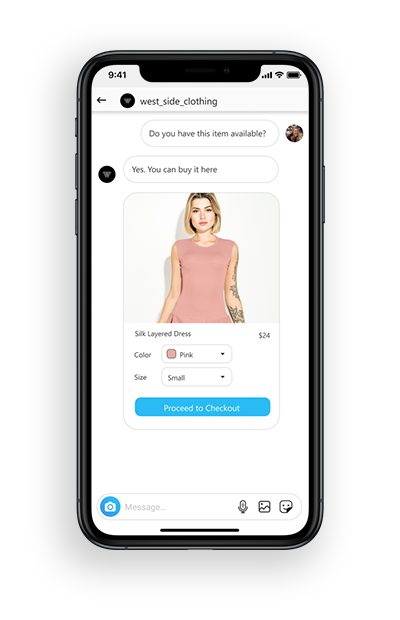 9:41
west_side_clothing
Do you have this item available?
Yes. You can buy it here
Silk Layered Dress
$24
Color
Pink
Size
Small
Proceed to Checkout
Message...